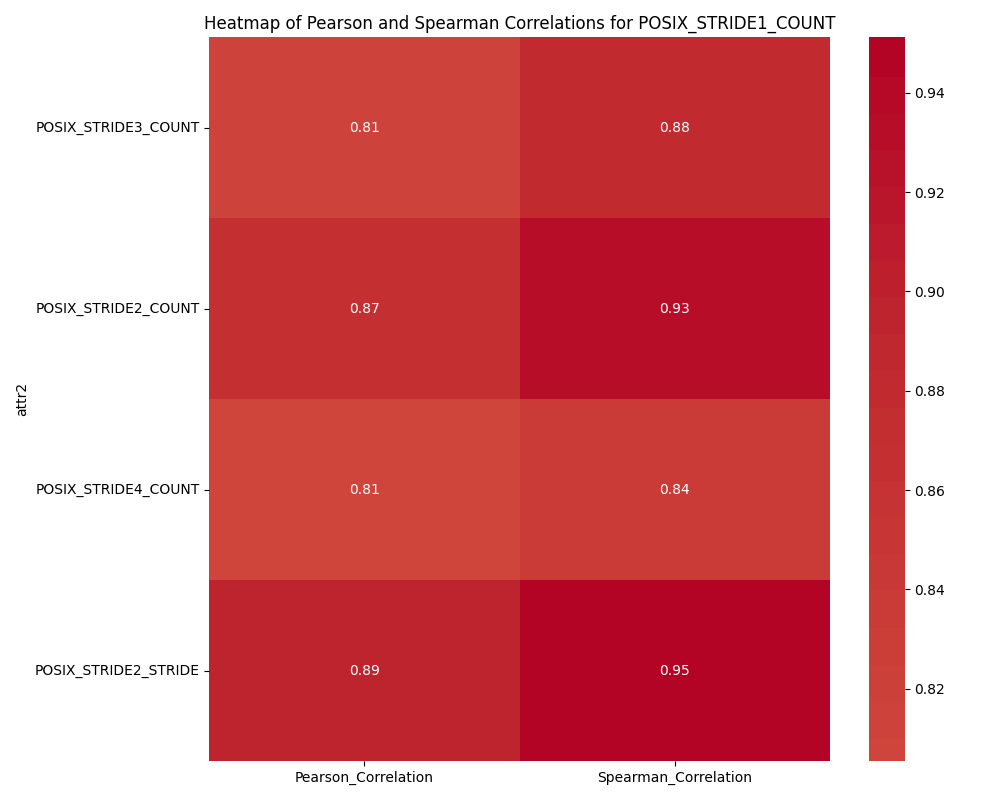 Heatmap of Pearson and Spearman Correlations for POSIX_STRIDE1_COUNT
attr2
POSIX_STRIDE3_COUNT 0.81 0.88
POSIX_STRIDE2_COUNT 0.87 0.93
POSIX_STRIDE4_COUNT 0.81 0.84
POSIX_STRIDE2_STRIDE 0.89 0.95
Pearson_Correlation Spearman_Correlation
0.94
0.92
0.90
0.88
0.86
0.84
0.82